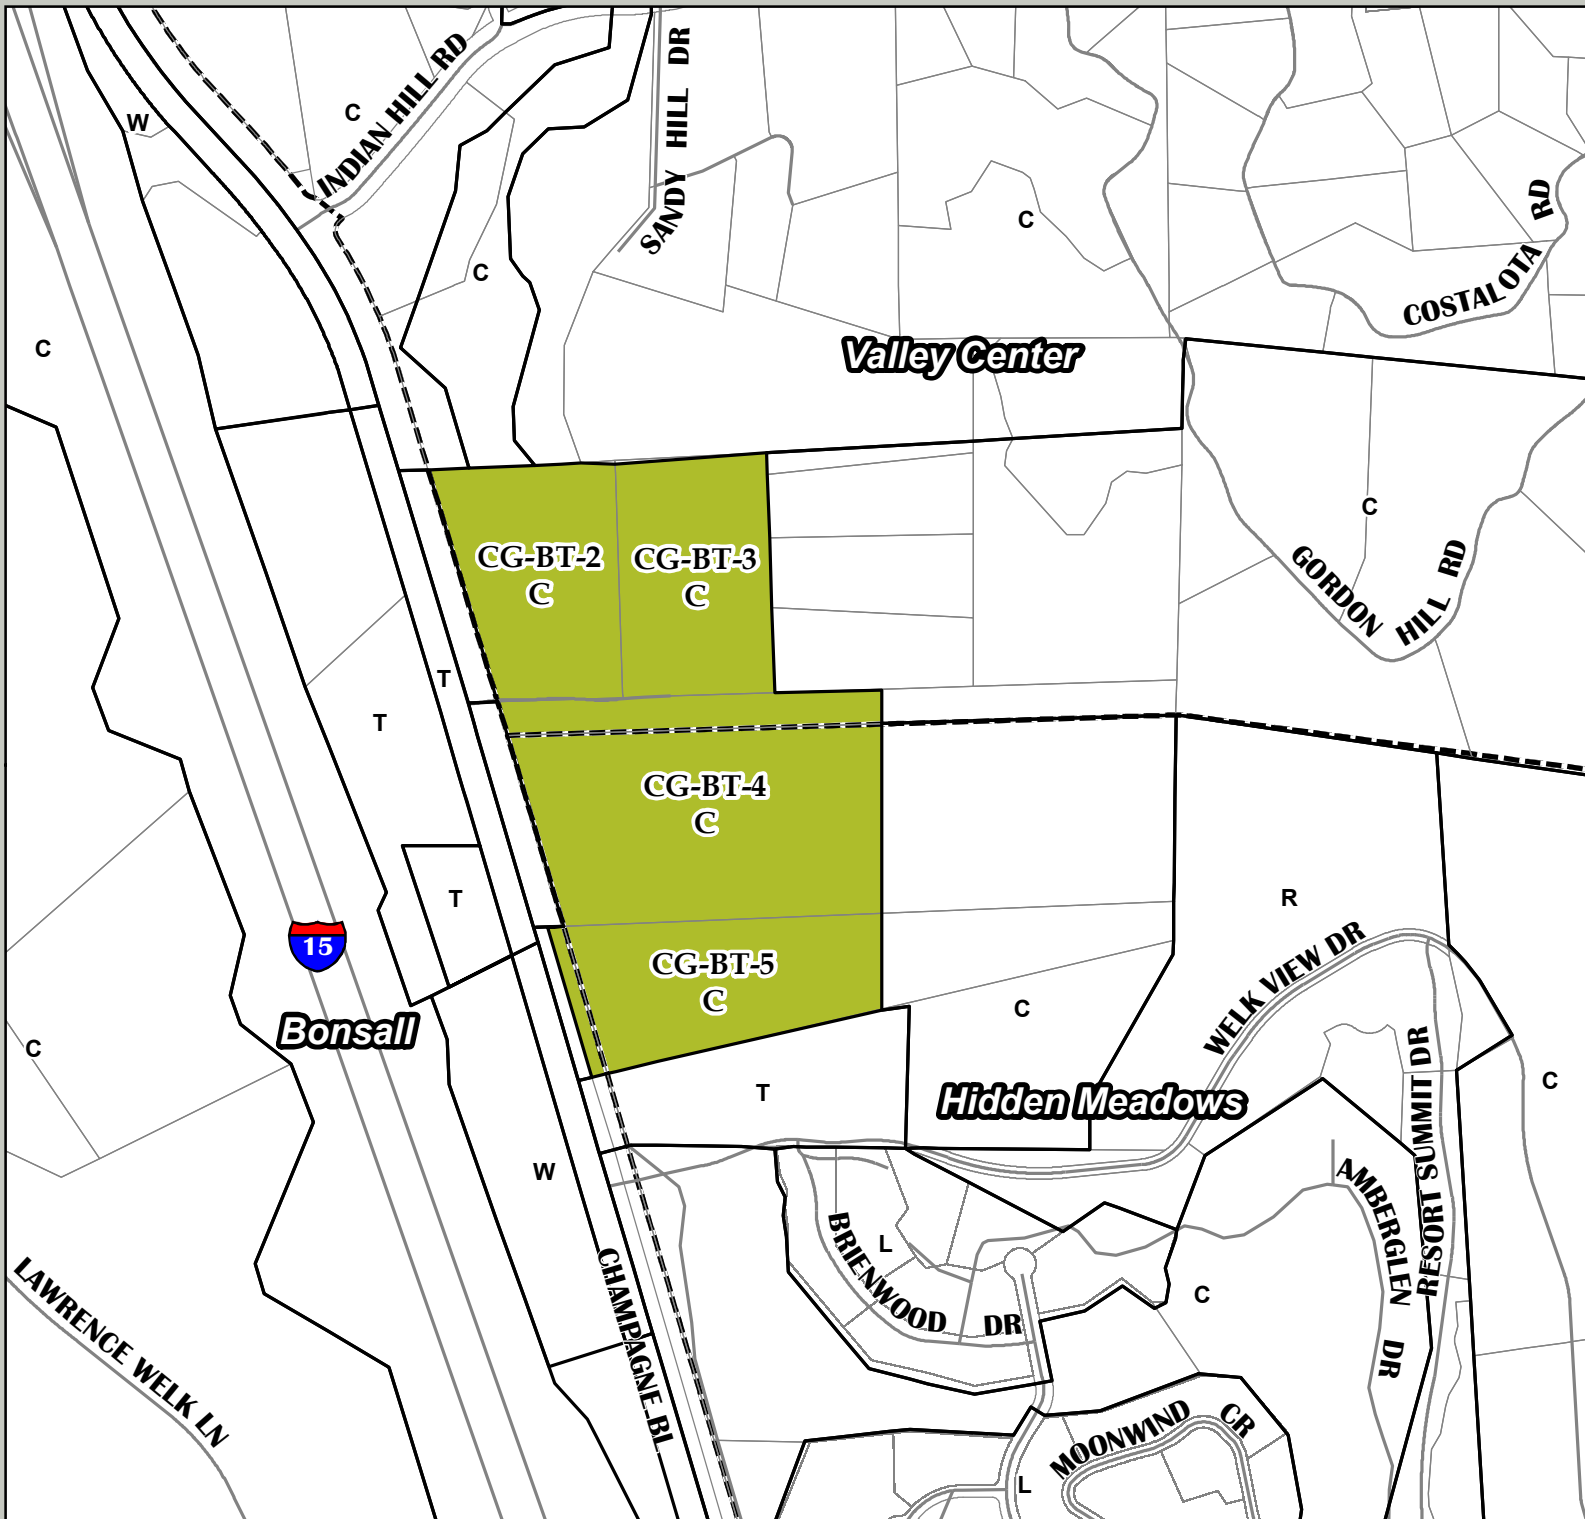 SANDY HILL DR
INDIAN HILL RD
W
C
RD
C
C
COSTALOTA
C
Valley Center
C
GORDON
HILL RD
CG-BT-2
C
CG-BT-3
C
T
T
CG-BT-4
C
T
R
15
CG-BT-5
C
WELK VIEW DR
C
Bonsall
C
T
Hidden Meadows
C
RESORT SUMMIT DR
W
AMBERGLEN DR
BRIENWOOD DR
L
C
LAWRENCE WELK LN
CHAMPAGNE BL
MOONWIND CR
L